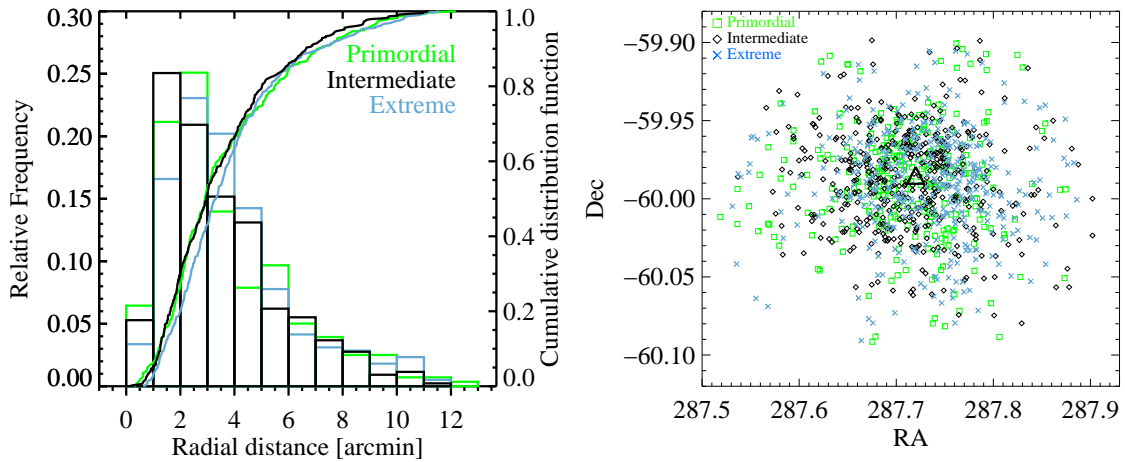 0.30
0.25
0.20
0.15
0.10
0.05
0.00
Relative Frequency
0 2 4 6 8 10 12
Radial distance [arcmin]
1.0
0.8
0.6
0.4
0.2
0.0
Cumulative distribution function
Primordial
Intermediate
Extreme
Primordial
Intermediate
Extreme
−59.90
−59.95
−60.00
−60.05
−60.10
Dec
287.5 287.6 287.7 287.8 287.9
RA